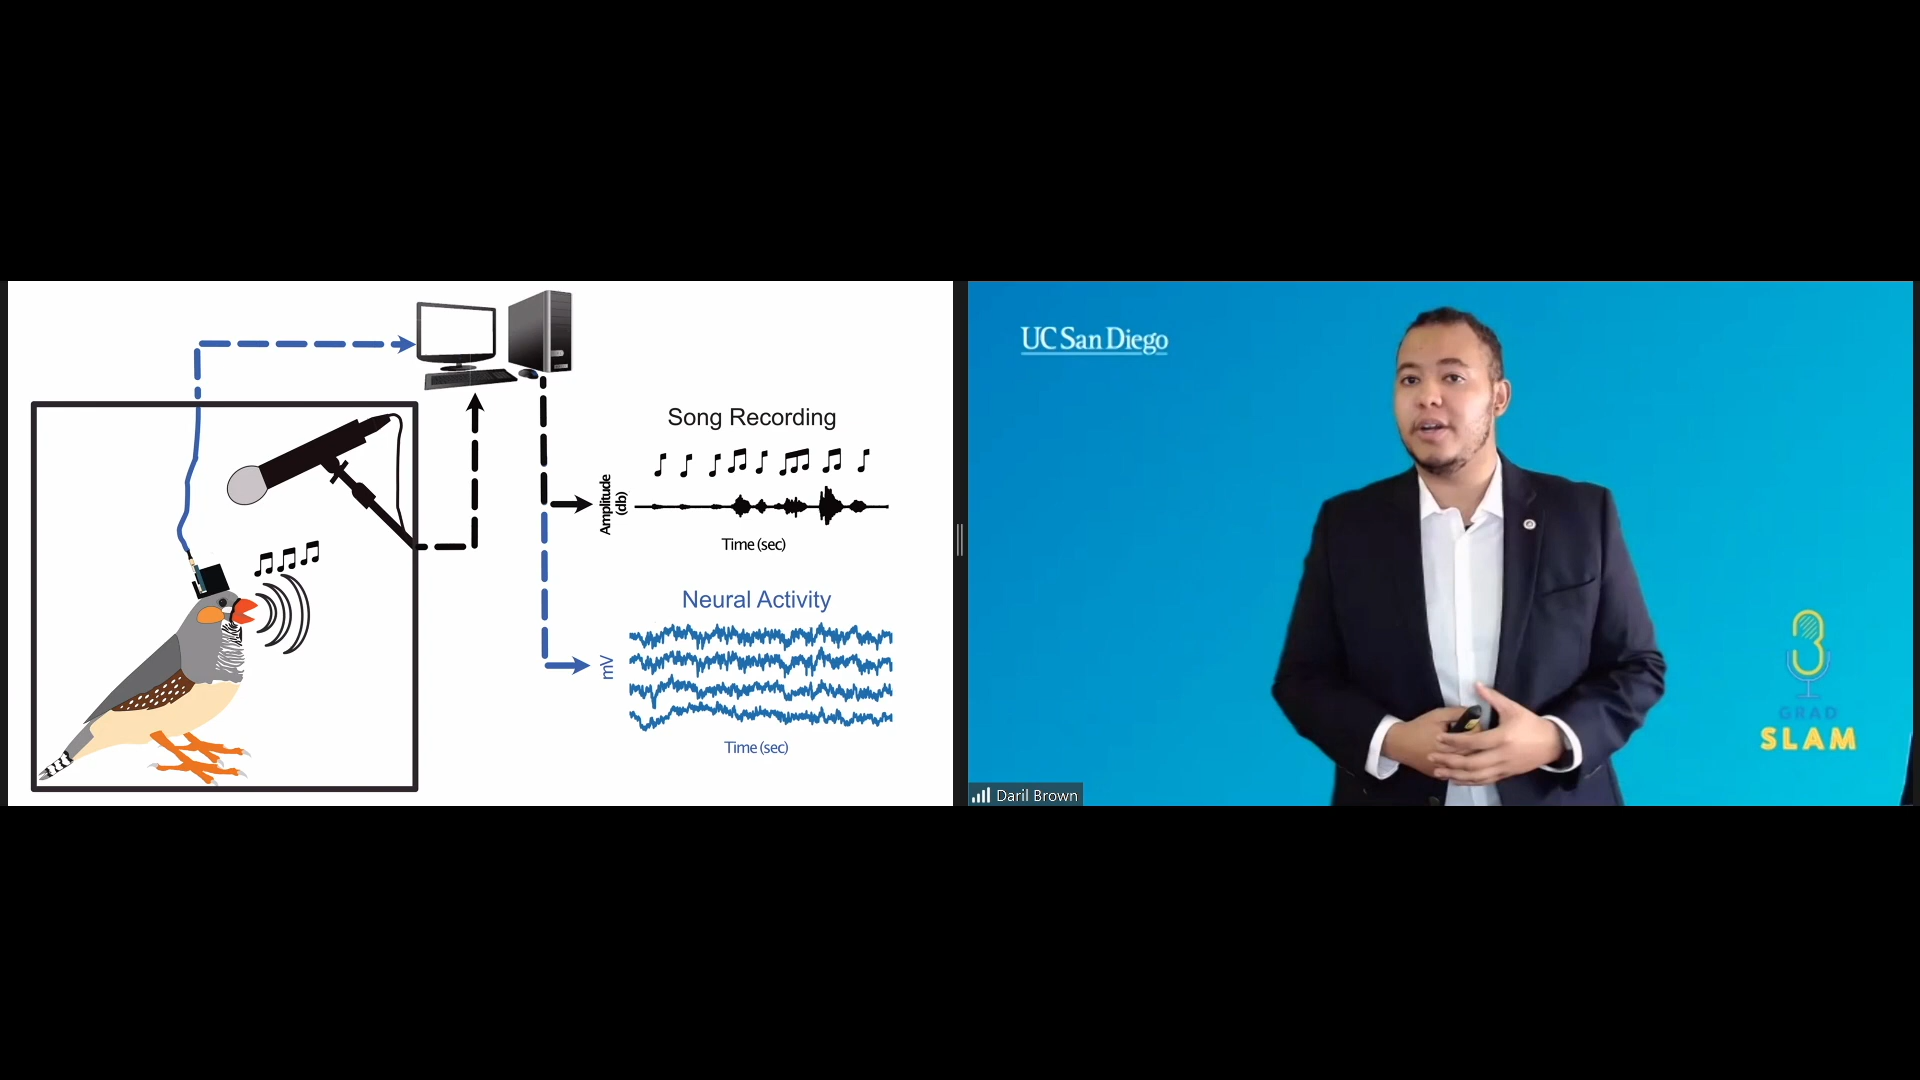 Song Recording
Amplitude
(db)
Time (sec)
Neural Activity
mV
Time (sec)
UC San Diego
GRAD
SLAM
Daril Brown